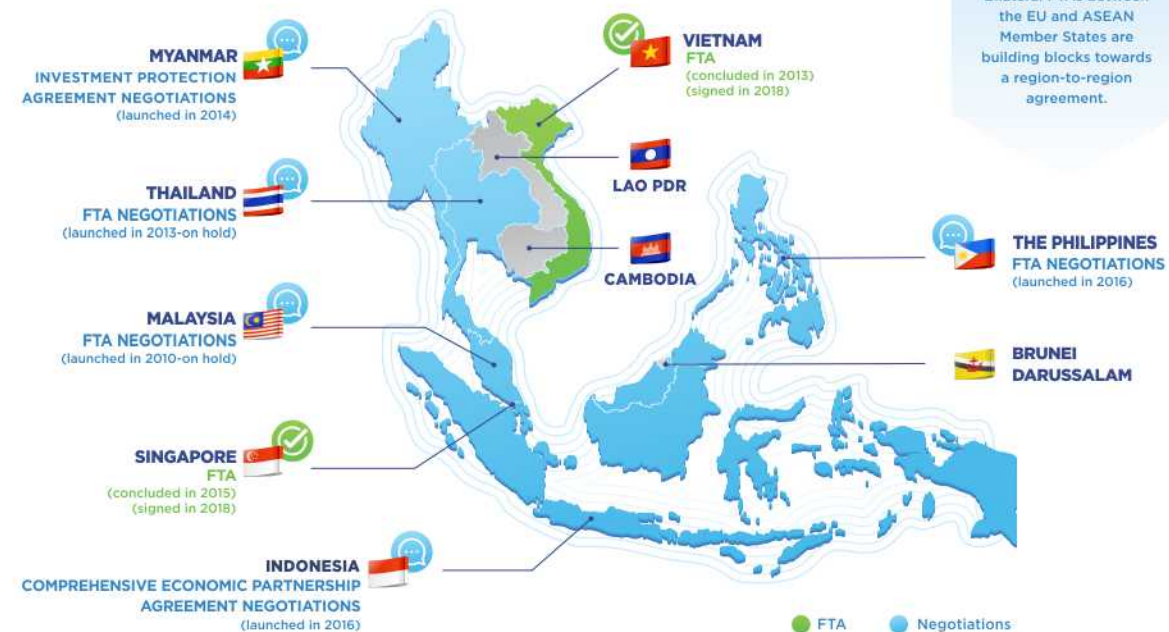 MYANMAR
INVESTMENT PROTECTION
AGREEMENT NEGOTIATIONS
(launched in 2014)
VIETNAM
FTA
(concluded in 2013)
(signed in 2018)
the EU and ASEAN
Member States are
building blocks towards
a region-to-region
agreement.
LAO PDR
THAILAND
FTA NEGOTIATIONS
(launched in 2013-on hold)
CAMBODIA
THE PHILIPPINES
FTA NEGOTIATIONS
(launched in 2016)
MALAYSIA
FTA NEGOTIATIONS
(launched in 2010-on hold)
BRUNEI
DARUSSALAM
SINGAPORE
FTA
(concluded in 2015)
(signed in 2018)
INDONESIA
COMPREHENSIVE ECONOMIC PARTNERSHIP
AGREEMENT NEGOTIATIONS
(launched in 2016)
FTA
Negotiations